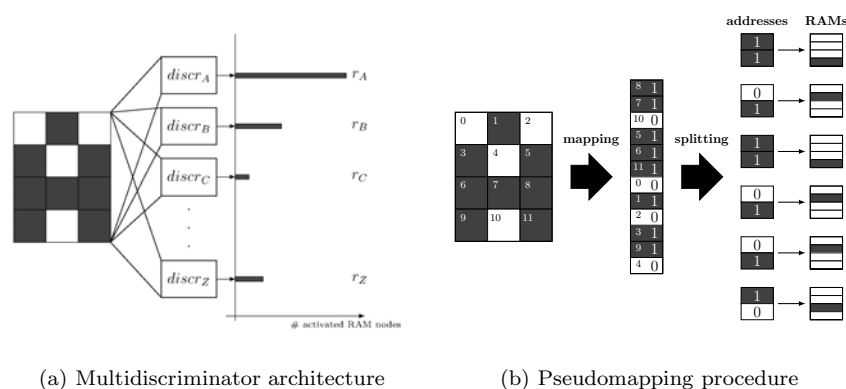 discr_A
r_A
discr_B
r_B
discr_C
r_C
.
.
.
discr_Z
r_Z
# activated RAM nodes
(a) Multidiscriminator architecture
0 1 2
3 4 5
6 7 8
9 10 11
mapping
8 1
7 1
10 0
5 1
6 1
11 1
0 0
1 1
2 0
3 1
9 1
4 0
splitting
addresses RAMs
1
1
0
1
1
1
0
1
0
1
1
0
(b) Pseudomapping procedure